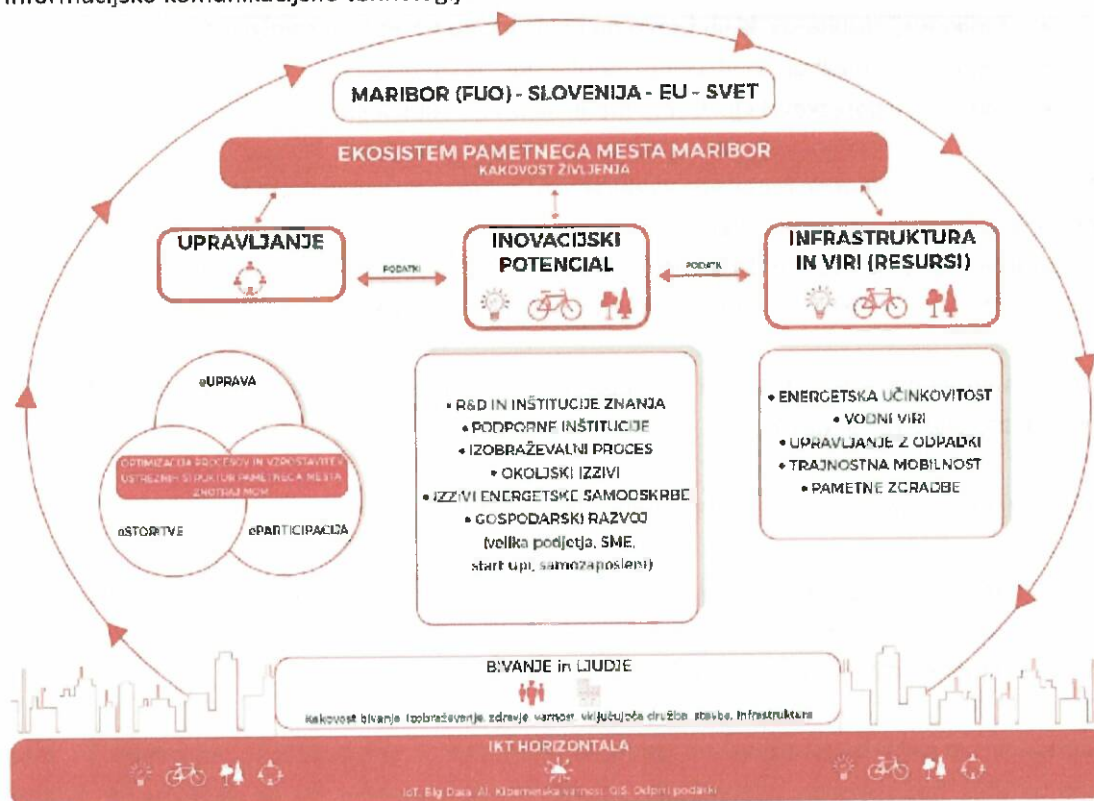 informacijsko komunikacijske tehnologij
MARIBOR (FUO) - SLOVENIJA - EU - SVET
EKOSISTEM PAMETNEGA MESTA MARIBOR
KAKOVOST ŽIVLJENJA
UPRAVLJANJE
PODATKI
INOVACIJSKI
POTENCIAL
PODATKI
INFRASTRUKTURA
IN VIRI (RESURSI)
eUPRAVA
OPTIMIZACIJA PROCESOV IN VZPOSTAVITEV
USTREZNIH STRUKTUR PAMETNEGA MESTA
ZNOTRAJ MOM
eSTORITVE
ePARTICIPACIJA
• R&D IN INŠTITUCIJE ZNANJA
• PODPORNE INŠTITUCIJE
• IZOBRAŽEVALNI PROCES
• OKOLJSKI IZZIVI
• IZZIVI ENERGETSKE SAMOOSKRBE
• GOSPODARSKI RAZVOJ
(velika podjetja, SME,
start upi, samozaposleni)
• ENERGETSKA UČINKOVITOST
• VODNI VIRI
• UPRAVLJANJE Z ODPADKI
• TRAJNOSTNA MOBILNOST
• PAMETNE ZGRADBE
BIVANJE in LJUDJE
Kakovost bivanja, izobraževanje, zdravje, varnost, vključujoča družba, stavbe, infrastruktura
IKT HORIZONTALA
IoT, Big Data, AI, Kibernetska varnost, GIS, Odprti podatki